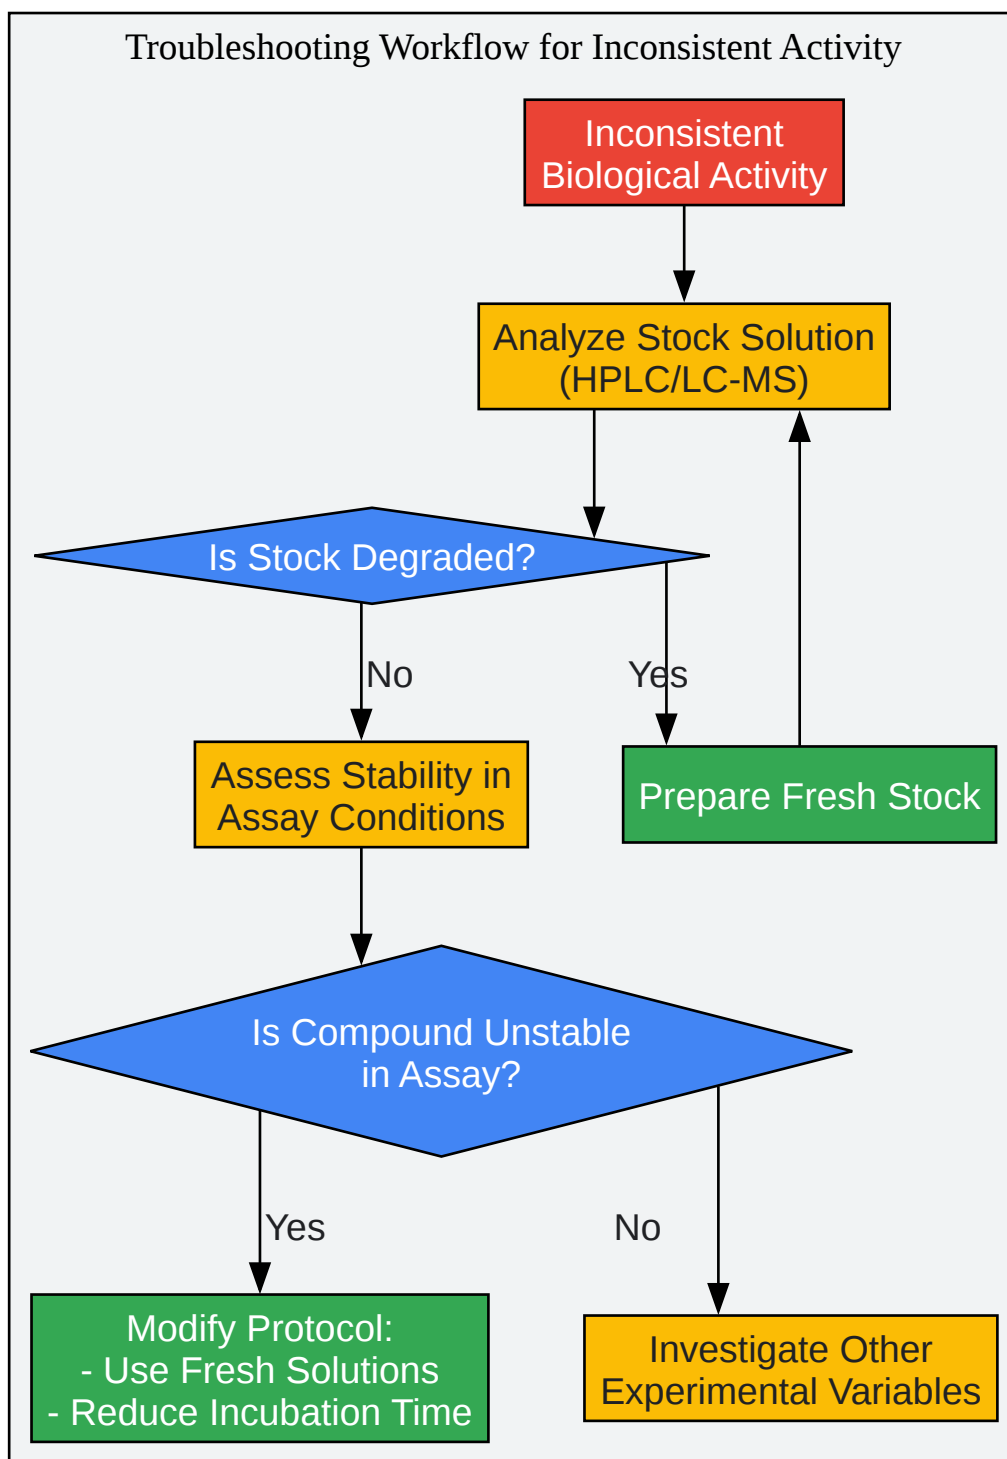 Troubleshooting Workflow for Inconsistent Activity
Inconsistent
Biological Activity
Analyze Stock Solution
(HPLC/LC-MS)
Is Stock Degraded?
No
Yes
Assess Stability in
Assay Conditions
Prepare Fresh Stock
Is Compound Unstable
in Assay?
Yes
No
Modify Protocol:
- Use Fresh Solutions
- Reduce Incubation Time
Investigate Other
Experimental Variables